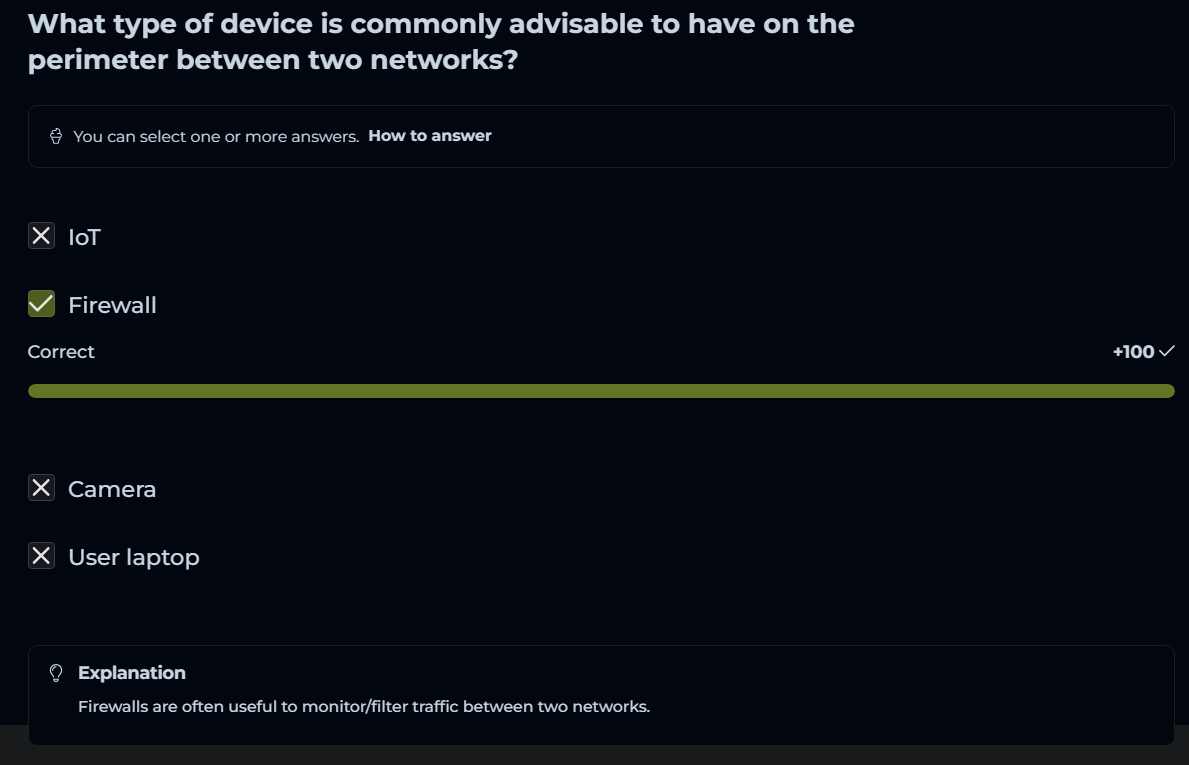 What type of device is commonly advisable to have on the
perimeter between two networks?
You can select one or more answers. How to answer
IoT
Firewall
Correct +100
Camera
User laptop
Explanation
Firewalls are often useful to monitor/filter traffic between two networks.